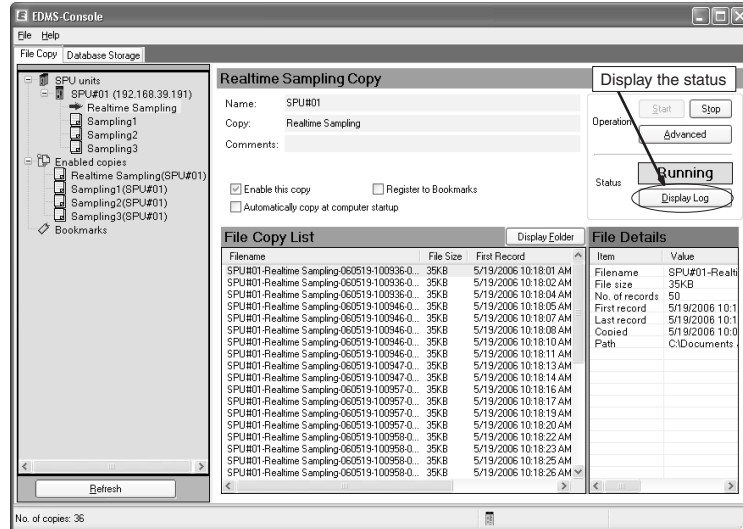 EDMS-Console
File Help
File Copy Database Storage
SPU units
SPU#01 (192.168.39.191)
Realtime Sampling
Sampling1
Sampling2
Sampling3
Enabled copies
Realtime Sampling(SPU#01)
Sampling1(SPU#01)
Sampling2(SPU#01)
Sampling3(SPU#01)
Bookmarks
Refresh
Realtime Sampling Copy
Name: SPU#01
Copy: Realtime Sampling
Comments:
Enable this copy Register to Bookmarks
Automatically copy at computer startup
Display the status
Operation Start Stop
Advanced
Status Running
Display Log
File Copy List Display Folder
Filename File Size First Record
SPU#01-Realtime Sampling-060519-100936-0... 35KB 5/19/2006 10:18:01 AM
SPU#01-Realtime Sampling-060519-100936-0... 35KB 5/19/2006 10:18:02 AM
SPU#01-Realtime Sampling-060519-100936-0... 35KB 5/19/2006 10:18:04 AM
SPU#01-Realtime Sampling-060519-100946-0... 35KB 5/19/2006 10:18:05 AM
SPU#01-Realtime Sampling-060519-100946-0... 35KB 5/19/2006 10:18:07 AM
SPU#01-Realtime Sampling-060519-100946-0... 35KB 5/19/2006 10:18:08 AM
SPU#01-Realtime Sampling-060519-100946-0... 35KB 5/19/2006 10:18:10 AM
SPU#01-Realtime Sampling-060519-100946-0... 35KB 5/19/2006 10:18:11 AM
SPU#01-Realtime Sampling-060519-100947-0... 35KB 5/19/2006 10:18:13 AM
SPU#01-Realtime Sampling-060519-100947-0... 35KB 5/19/2006 10:18:14 AM
SPU#01-Realtime Sampling-060519-100957-0... 35KB 5/19/2006 10:18:16 AM
SPU#01-Realtime Sampling-060519-100957-0... 35KB 5/19/2006 10:18:17 AM
SPU#01-Realtime Sampling-060519-100957-0... 35KB 5/19/2006 10:18:19 AM
SPU#01-Realtime Sampling-060519-100957-0... 35KB 5/19/2006 10:18:20 AM
SPU#01-Realtime Sampling-060519-100958-0... 35KB 5/19/2006 10:18:22 AM
SPU#01-Realtime Sampling-060519-100958-0... 35KB 5/19/2006 10:18:23 AM
SPU#01-Realtime Sampling-060519-100958-0... 35KB 5/19/2006 10:18:25 AM
SPU#01-Realtime Sampling-060519-100958-0... 35KB 5/19/2006 10:18:26 AM
File Details
Item Value
Filename SPU#01-Realti
File size 35KB
No. of records 50
First record 5/19/2006 10:1
Last record 5/19/2006 10:1
Copied 5/19/2006 10:0
Path C:\Documents
No. of copies: 36